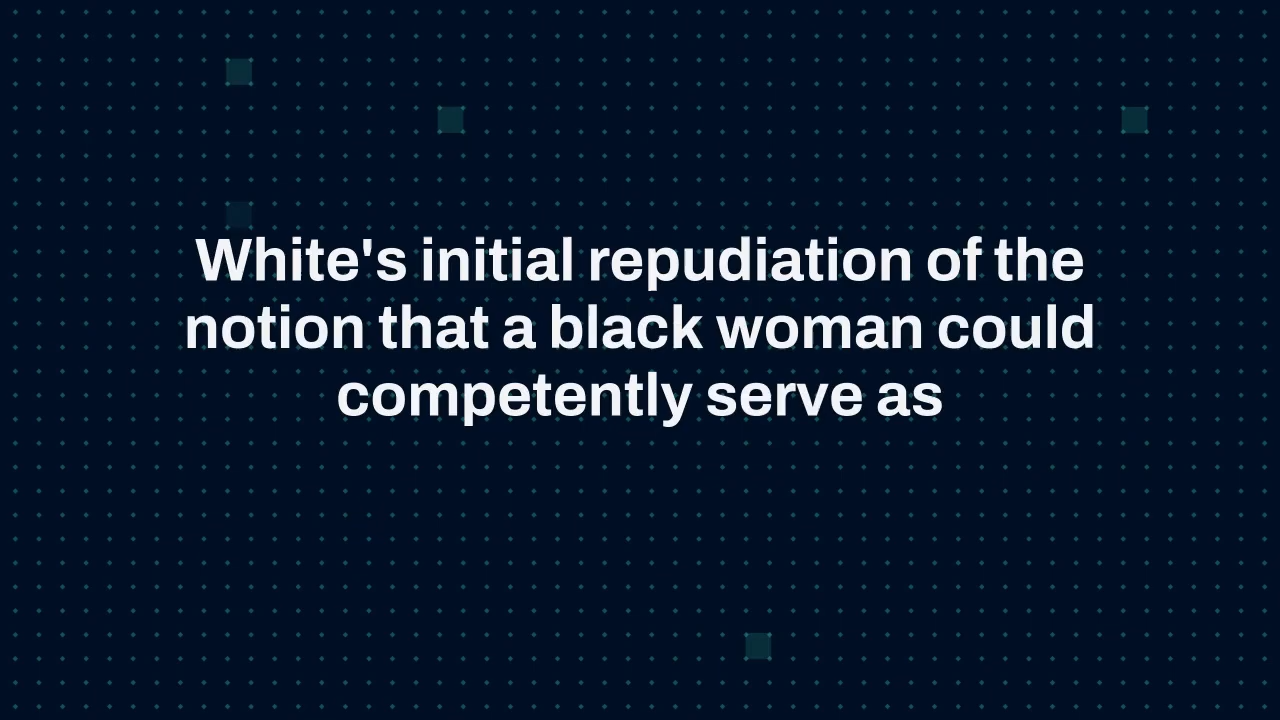 White's initial repudiation of the
notion that a black woman could
competently serve as